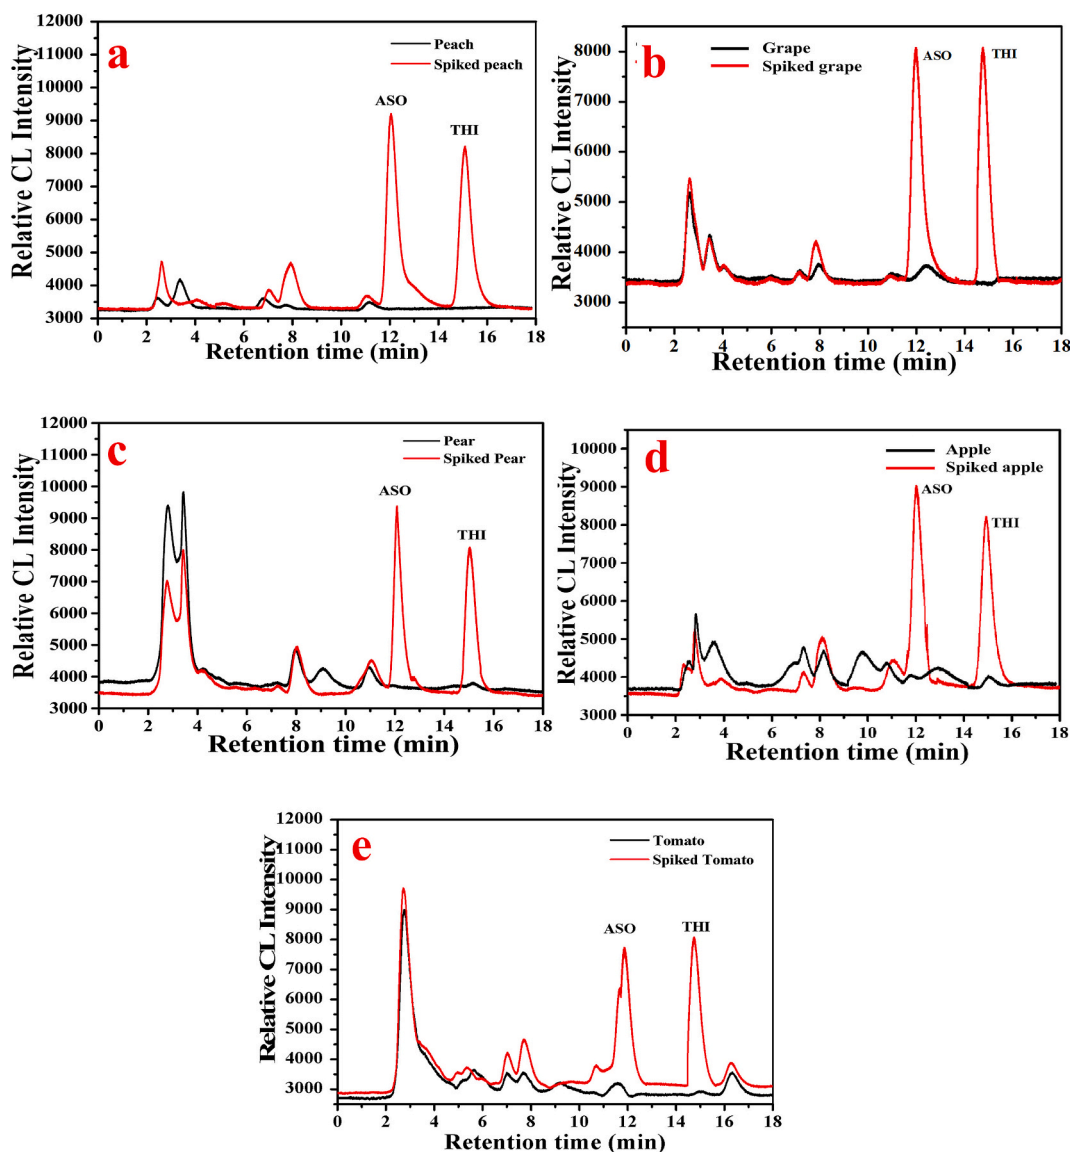 a
Peach
Spiked peach
ASO
THI
12000
11000
10000
9000
8000
7000
6000
5000
4000
3000
Relative CL Intensity
0 2 4 6 8 10 12 14 16 18
Retention time (min)
b
Grape
Spiked grape
ASO
THI
8000
7000
6000
5000
4000
3000
Relative CL Intensity
0 2 4 6 8 10 12 14 16 18
Retention time (min)
c
Pear
Spiked Pear
ASO
THI
12000
11000
10000
9000
8000
7000
6000
5000
4000
3000
Relative CL Intensity
0 2 4 6 8 10 12 14 16 18
Retention time (min)
d
Apple
Spiked apple
ASO
THI
10000
9000
8000
7000
6000
5000
4000
3000
Relative CL Intensity
0 2 4 6 8 10 12 14 16 18
Retention time (min)
e
Tomato
Spiked Tomato
ASO
THI
12000
11000
10000
9000
8000
7000
6000
5000
4000
3000
Relative CL Intensity
0 2 4 6 8 10 12 14 16 18
Retention time (min)